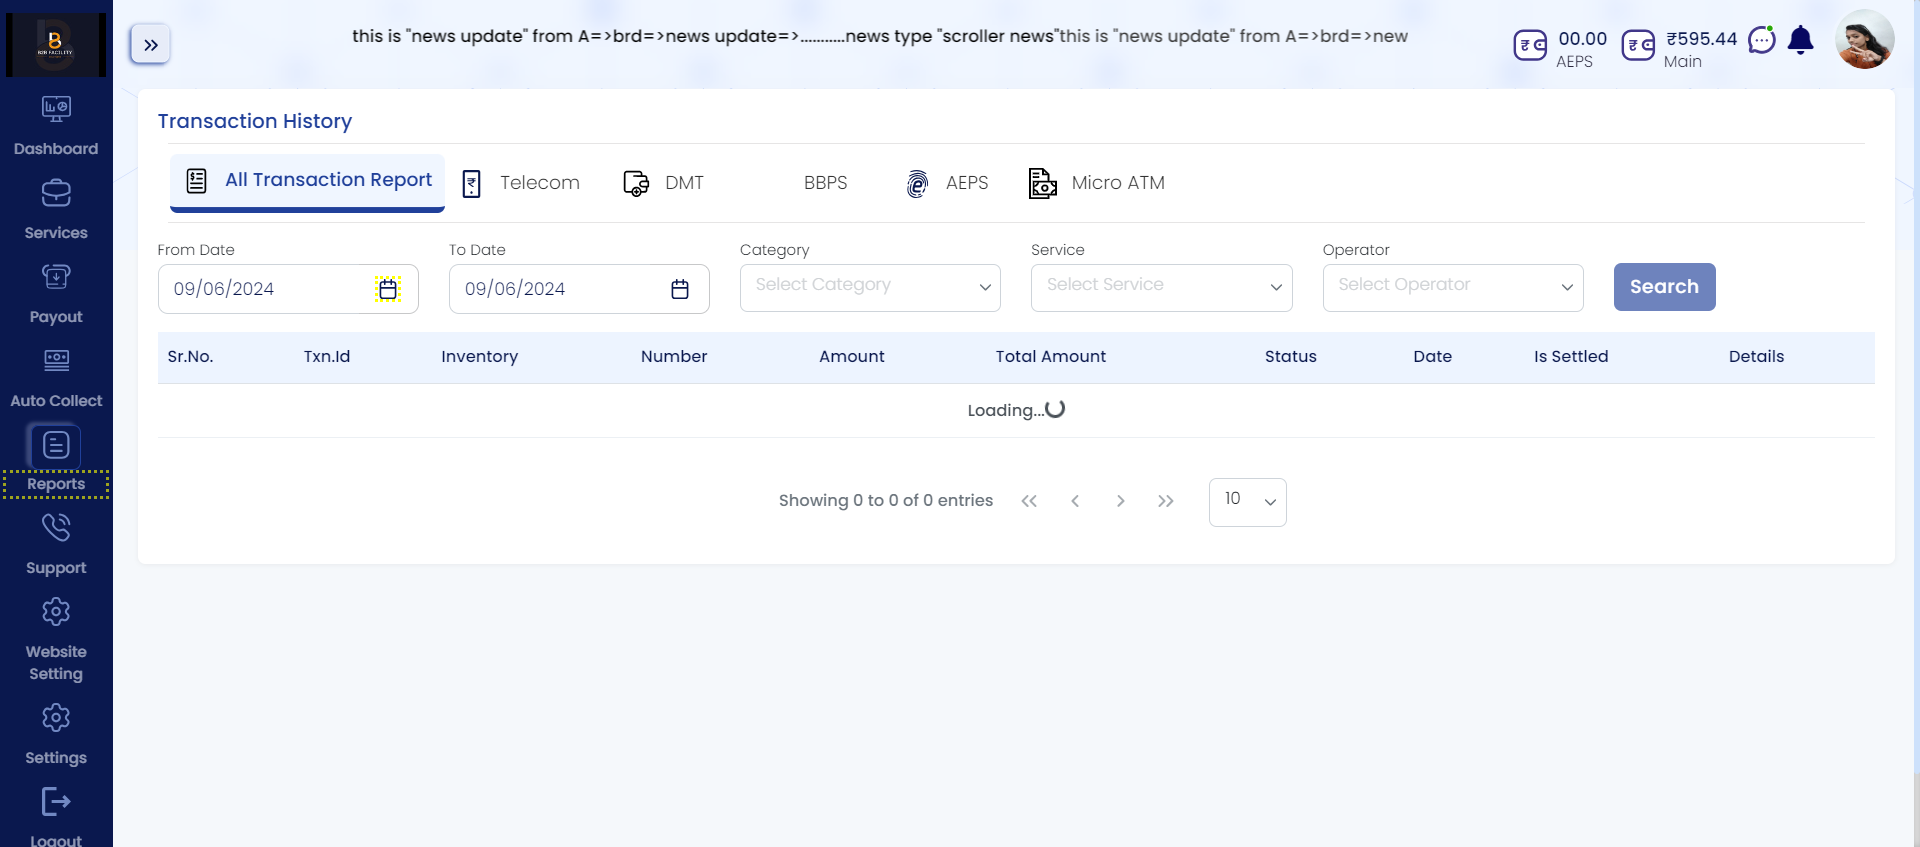 B2B FACILITY
this is "news update" from A=>brd=>news update=>...........news type "scroller news"this is "news update" from A=>brd=>new
00.00
AEPS
₹595.44
Main
Dashboard
Services
Payout
Auto Collect
Reports
Support
Website
Setting
Settings
Logout
Transaction History
All Transaction Report
Telecom
DMT
BBPS
AEPS
Micro ATM
From Date
To Date
Category
Service
Operator
09/06/2024
09/06/2024
Select Category
Select Service
Select Operator
Search
Sr.No. Txn.Id Inventory Number Amount Total Amount Status Date Is Settled Details
Loading...
Showing 0 to 0 of 0 entries
10